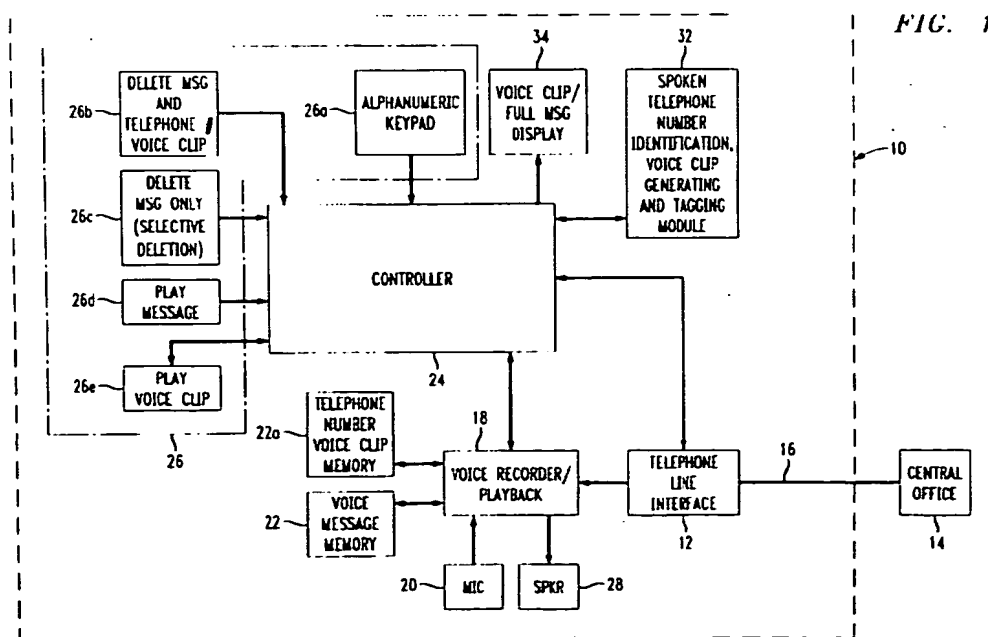 FIG. 1
34
32
DELETE MSG
AND
TELEPHONE #
VOICE CLIP
26b
26a
ALPHANUMERIC
KEYPAD
VOICE CLIP/
FULL MSG
DISPLAY
SPOKEN
TELEPHONE
NUMBER
IDENTIFICATION,
VOICE CLIP
GENERATING
AND TAGGING
MODULE
10
26c
DELETE
MSG ONLY
(SELECTIVE
DELETION)
CONTROLLER
26d
PLAY
MESSAGE
24
26e
PLAY
VOICE CLIP
26
22a
TELEPHONE
NUMBER
VOICE CLIP
MEMORY
18
VOICE RECORDER/
PLAYBACK
TELEPHONE
LINE
INTERFACE
12
16
CENTRAL
OFFICE
14
22
VOICE
MESSAGE
MEMORY
20
MIC
SPKR
28